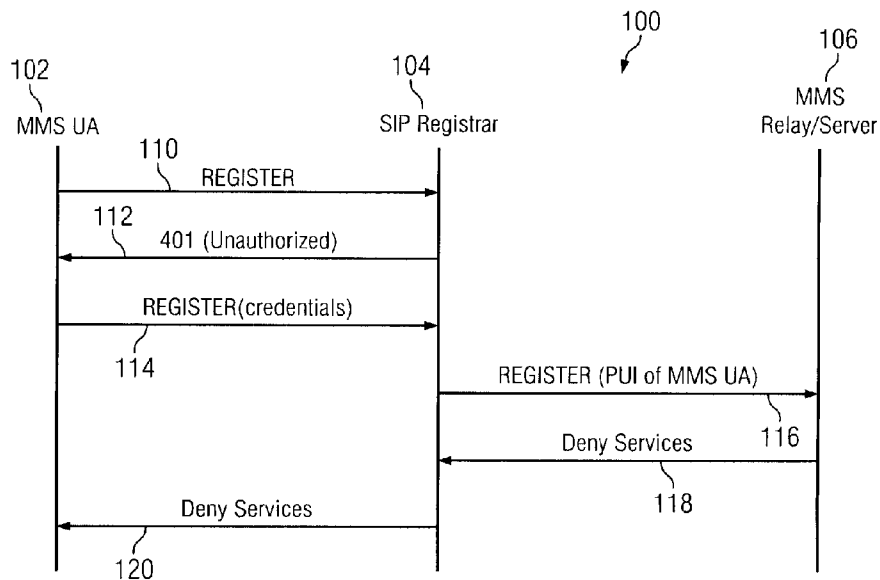 100
102
104
106
MMS UA
SIP Registrar
MMS
Relay/Server
110
REGISTER
112
401 (Unauthorized)
REGISTER(credentials)
114
REGISTER (PUI of MMS UA)
116
Deny Services
118
Deny Services
120